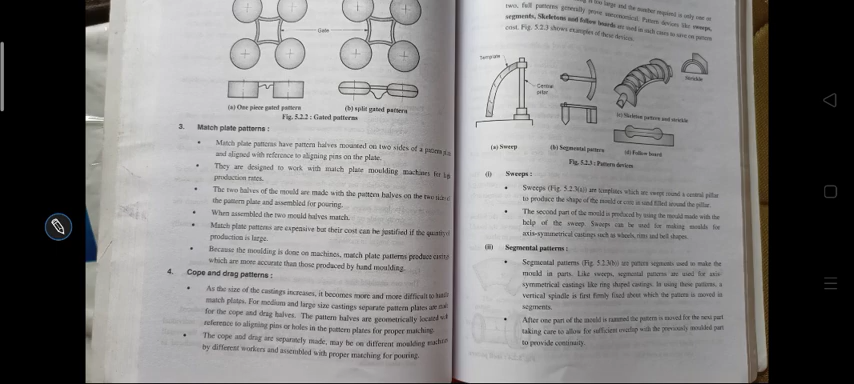 Gate
(a) One piece gated pattern
(b) split gated pattern
Fig. 5.2.2 : Gated patterns
3. Match plate patterns :
• Match plate patterns have pattern halves mounted on two sides of a pattern
and aligned with reference to aligning pins on the plate.
• They are designed to work with match plate moulding machines for
production rates.
• The two halves of the mould are made with the pattern halves on the two
the pattern plate and assembled for pouring.
• When assembled the two mould halves match.
• Match plate patterns are expensive but their cost can be justified if the
production is large.
• Because the moulding is done on machines, match plate patterns produce
which are more accurate than those produced by hand moulding.
4. Cope and drag patterns :
• As the size of the castings increases, it becomes more and more difficult to
match plates. For medium and large size castings separate pattern plates are
for the cope and drag halves. The pattern halves are geometrically located
reference to aligning pins or holes in the pattern plates for proper matching.
• The cope and drag are separately made, may be on different moulding
by different workers and assembled with proper matching for pouring.
large and the number required is only one or
two, full patterns generally prove uneconomical. Pattern devices like sweeps,
segments, Skeletons and follow boards are used in such cases to save on pattern
cost. Fig. 5.2.3 shows examples of these devices.
Template
Central
pillar
Strickle
(c) Skeleton pattern and strickle
(a) Sweep
(b) Segmental pattern
(d) Follow board
Fig. 5.2.3 : Pattern devices
(i) Sweeps :
• Sweeps (Fig. 5.2.3(a)) are templates which are swept round a central pillar
to produce the shape of the mould or core in sand filled around the pillar.
• The second part of the mould is produced by using the mould made with the
help of the sweep. Sweeps can be used for making moulds for
axis-symmetrical castings such as wheels, rims and bell shapes.
(ii) Segmental patterns :
• Segmental patterns (Fig. 5.2.3(b)) are pattern segments used to make the
mould in parts. Like sweeps, segmental patterns are used for axis-
symmetrical castings like ring shaped castings. In using these patterns, a
vertical spindle is first firmly fixed about which the pattern is moved in
segments.
• After one part of the mould is rammed the pattern is moved for the next part
taking care to allow for sufficient overlap with the previously moulded part
to provide continuity.